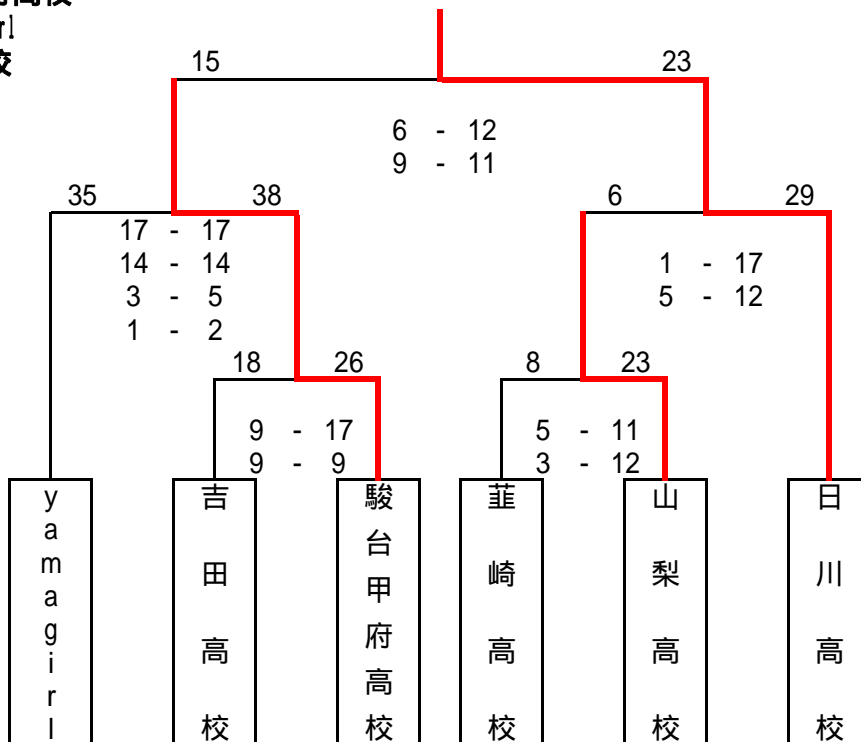 rl
校
15 23
6 - 12
9 - 11
35 38 6 29
17 - 17
14 - 14 1 - 17
3 - 5 5 - 12
1 - 2
18 26 8 23
9 - 17 5 - 11
9 - 9 3 - 12
yamagirl
吉田高校
駿台甲府高校
韮崎高校
山梨高校
日川高校